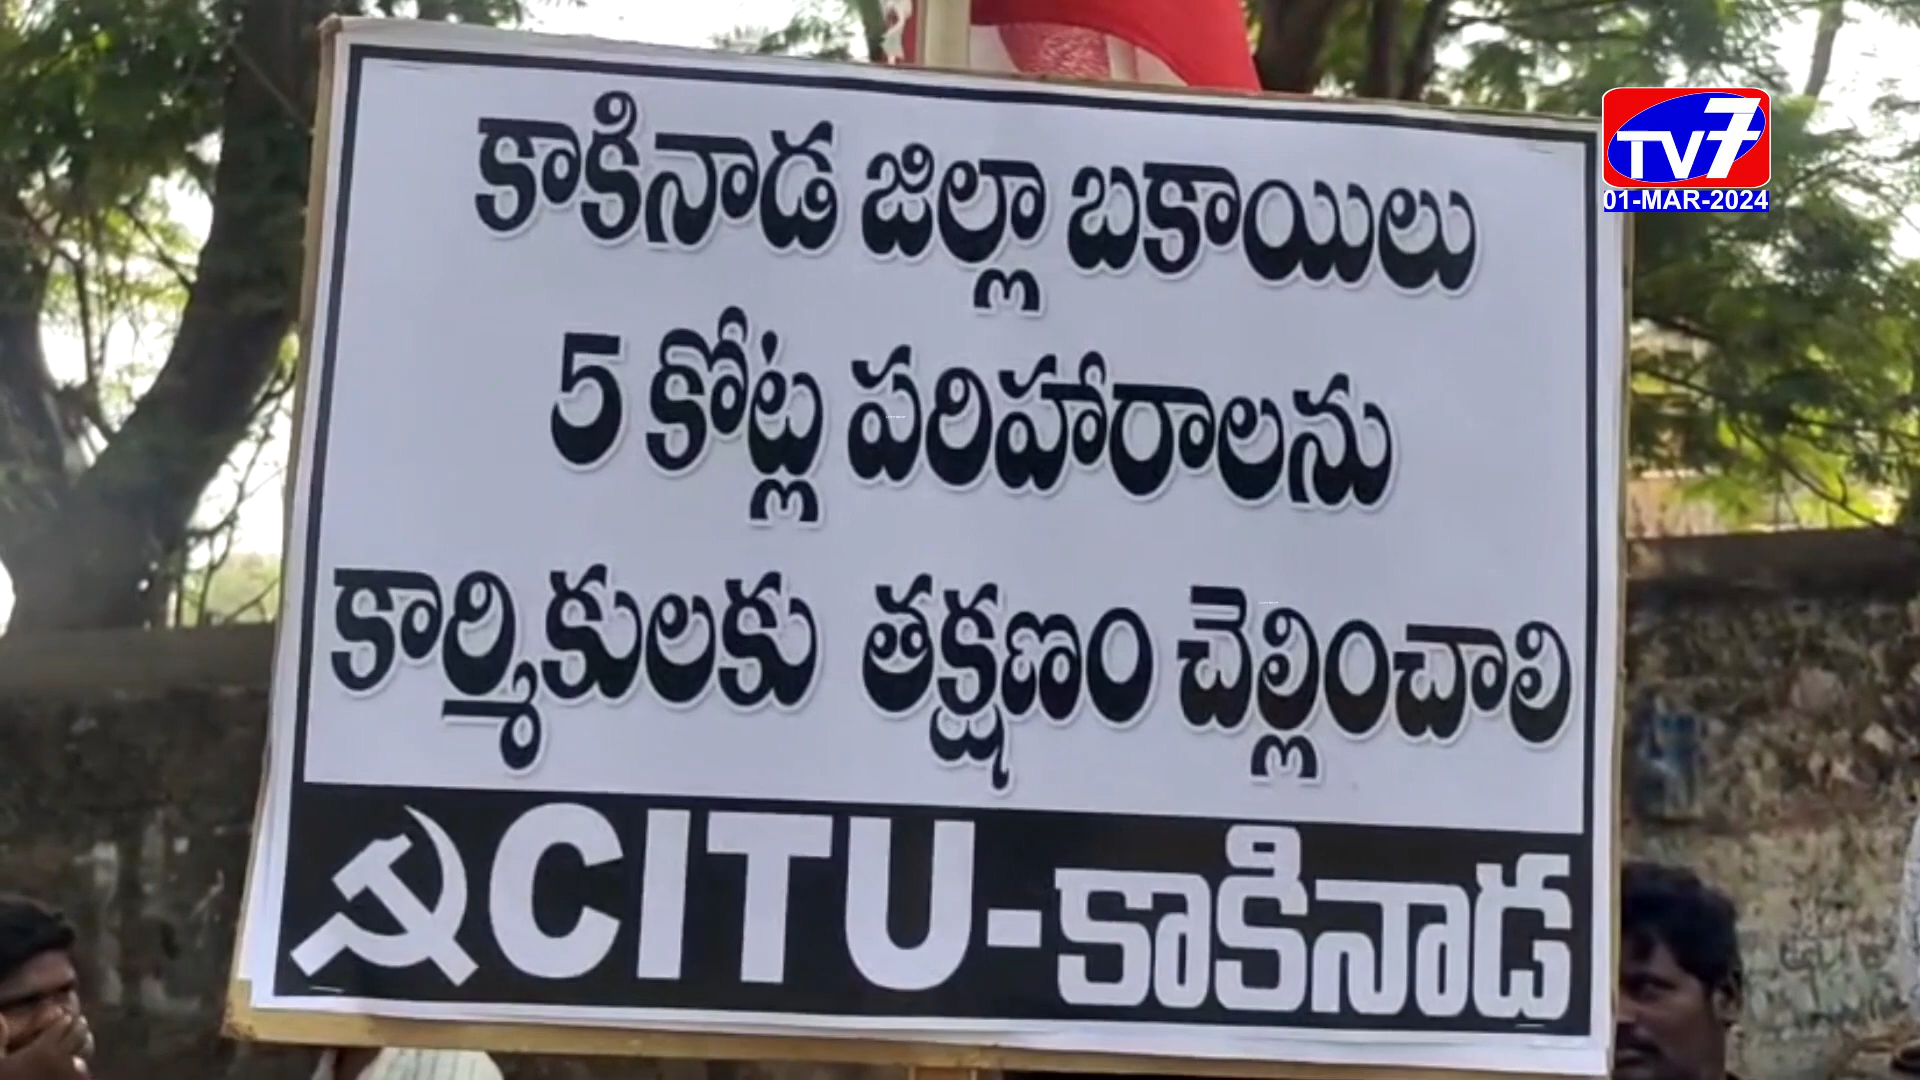 కాకినాడ జిల్లా బకాయిలు
5 కోట్ల పరిహారాలను
కార్మికులకు తక్షణం చెల్లించాలి
CITU-కాకినాడ
TV7
01-MAR-2024